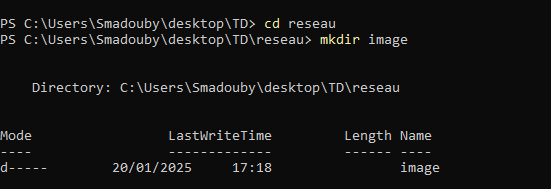 PS C:\Users\Smadouby\desktop\TD> cd reseau
PS C:\Users\Smadouby\desktop\TD\reseau> mkdir image
Directory: C:\Users\Smadouby\desktop\TD\reseau
Mode LastWriteTime Length Name
---- ------------- ------ ----
d----- 20/01/2025 17:18 image